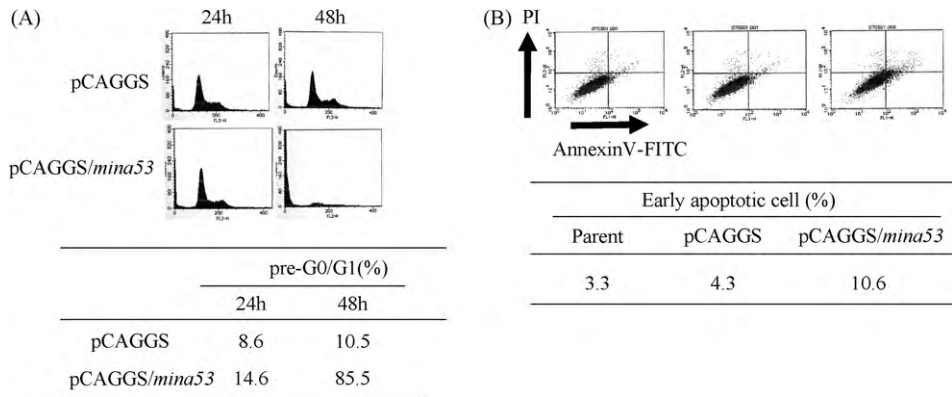 (A)
24h 48h
pCAGGS
pCAGGS/mina53
pre-G0/G1(%)
24h 48h
pCAGGS 8.6 10.5
pCAGGS/mina53 14.6 85.5
(B) PI
AnnexinV-FITC
Early apoptotic cell (%)
Parent pCAGGS pCAGGS/mina53
3.3 4.3 10.6